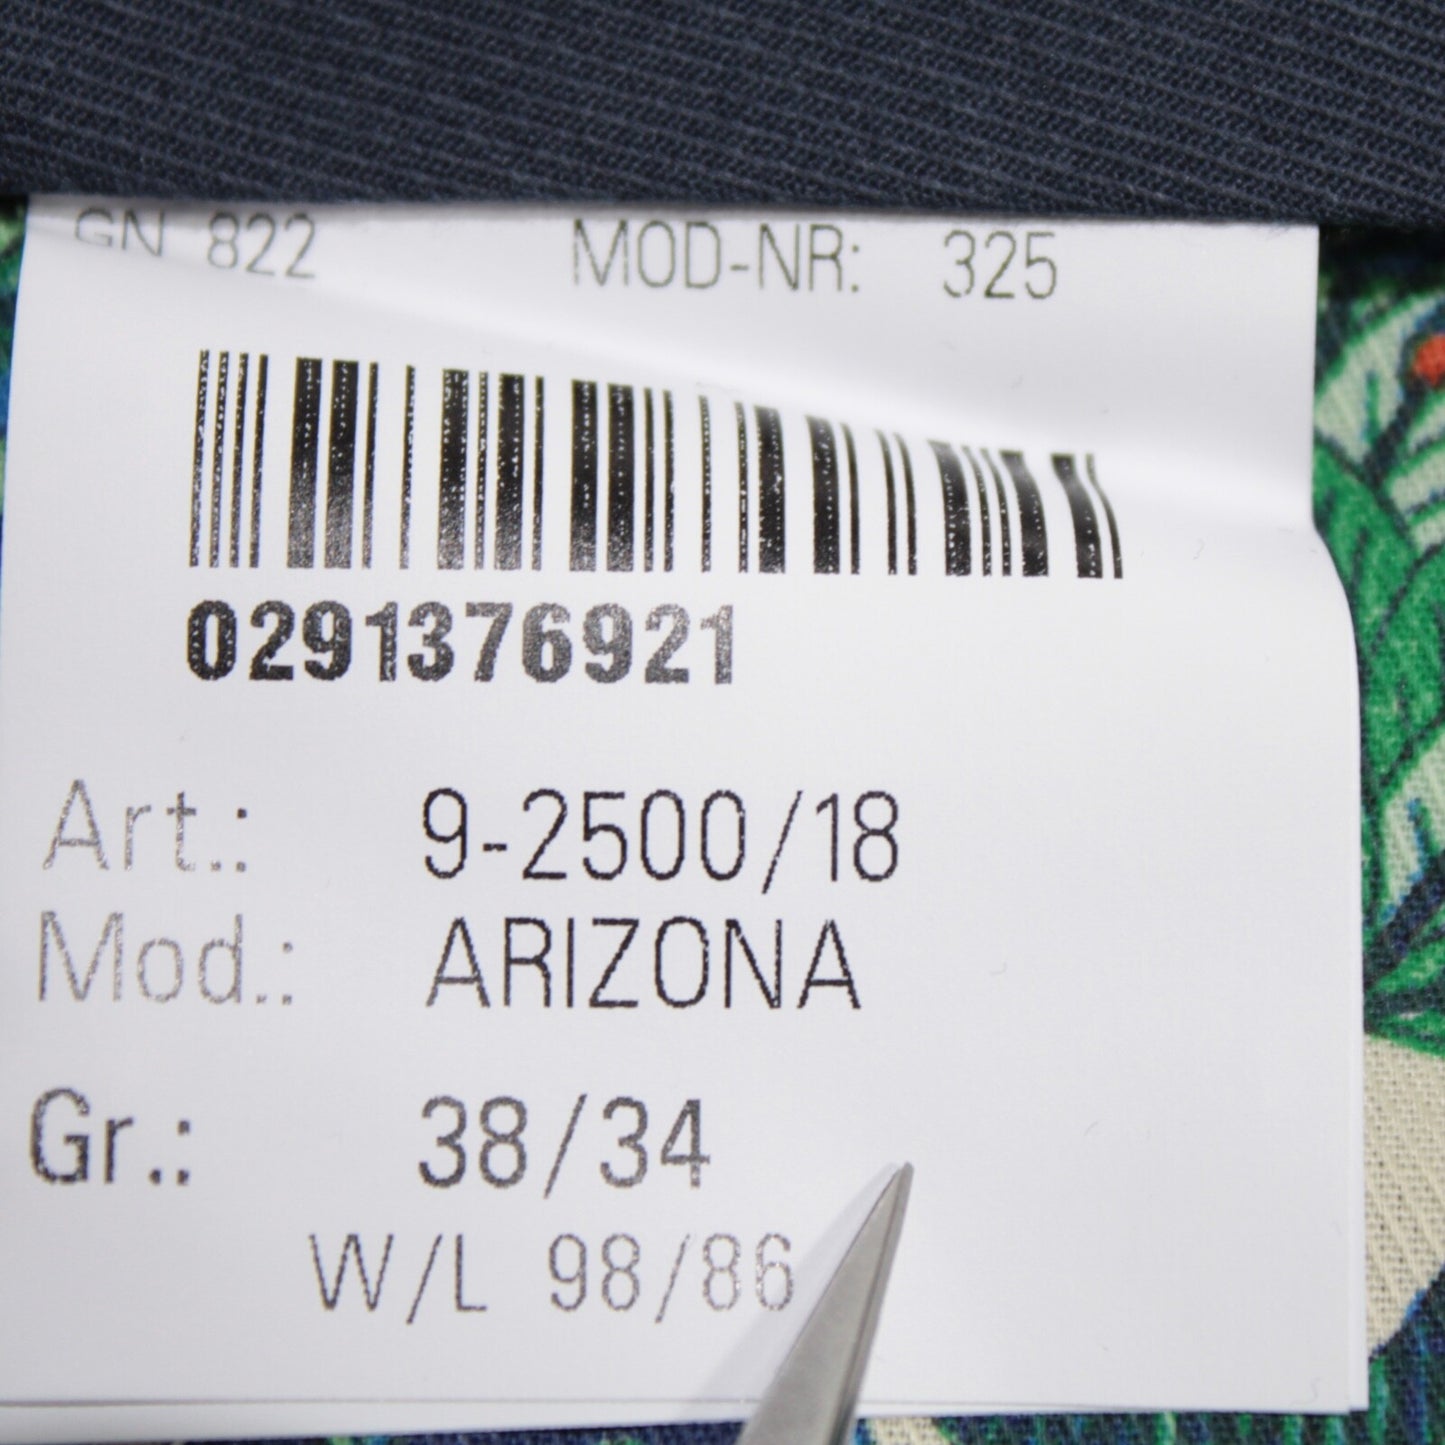 GN 822 MOD-NR: 325
0291376921
Art.: 9-2500/18
Mod.: ARIZONA
Gr.: 38/34
W/L 98/86